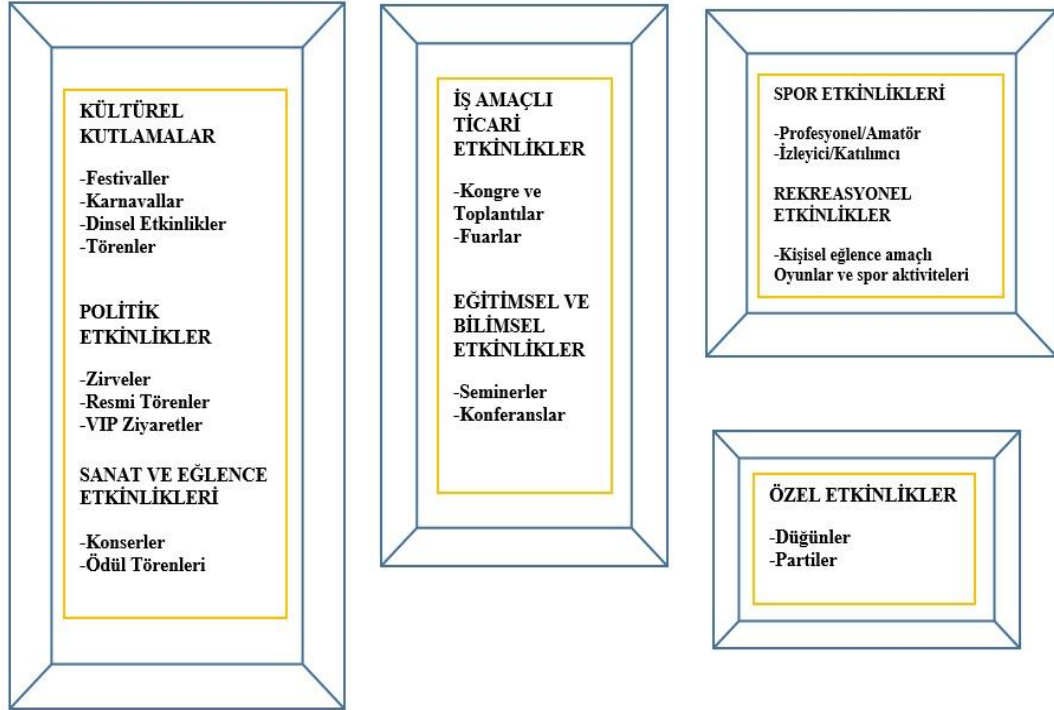 KÜLTÜREL
KUTLAMALAR
-Festivaller
-Karnavallar
-Dinsel Etkinlikler
-Törenler
POLİTİK
ETKİNLİKLER
-Zirveler
-Resmi Törenler
-VIP Ziyaretler
SANAT VE EĞLENCE
ETKİNLİKLERİ
-Konserler
-Ödül Törenleri
İŞ AMAÇLI
TİCARİ
ETKİNLİKLER
-Kongre ve
Toplantılar
-Fuarlar
EĞİTİMSEL VE
BİLİMSEL
ETKİNLİKLER
-Seminerler
-Konferanslar
SPOR ETKİNLİKLERİ
-Profesyonel/Amatör
-İzleyici/Katılımcı
REKREASYONEL
ETKİNLİKLER
-Kişisel eğlence amaçlı
Oyunlar ve spor aktiviteleri
ÖZEL ETKİNLİKLER
-Düğünler
-Partiler